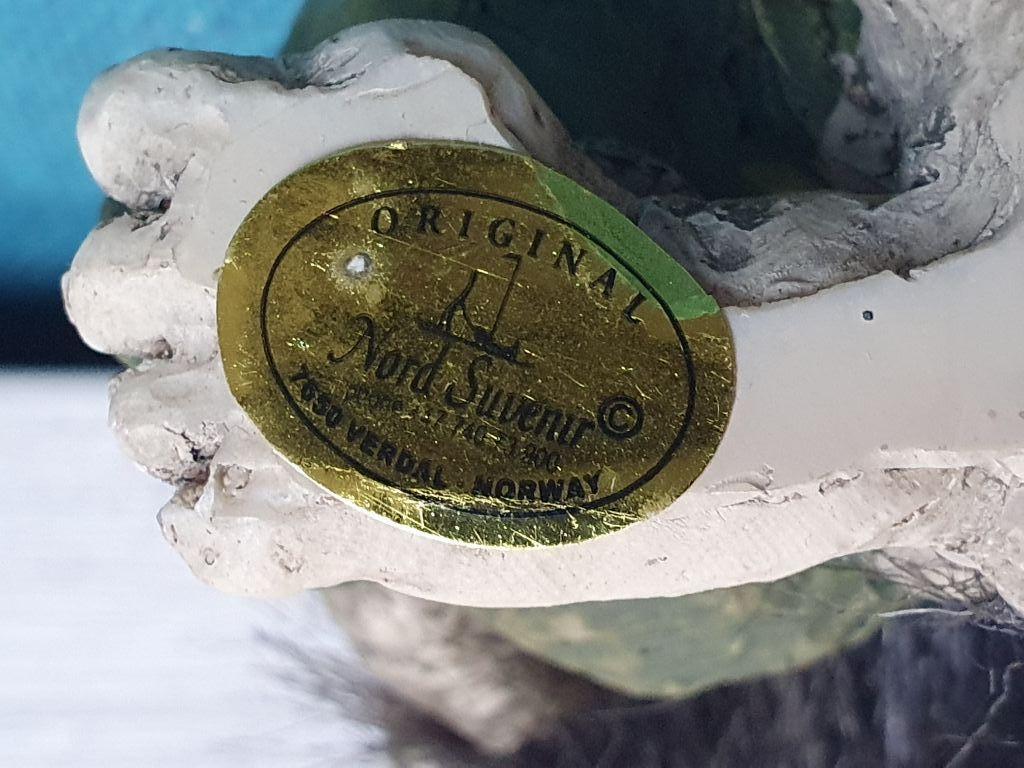 ORIGINAL
Nord Suvenir ©
7650 VERDAL - NORWAY